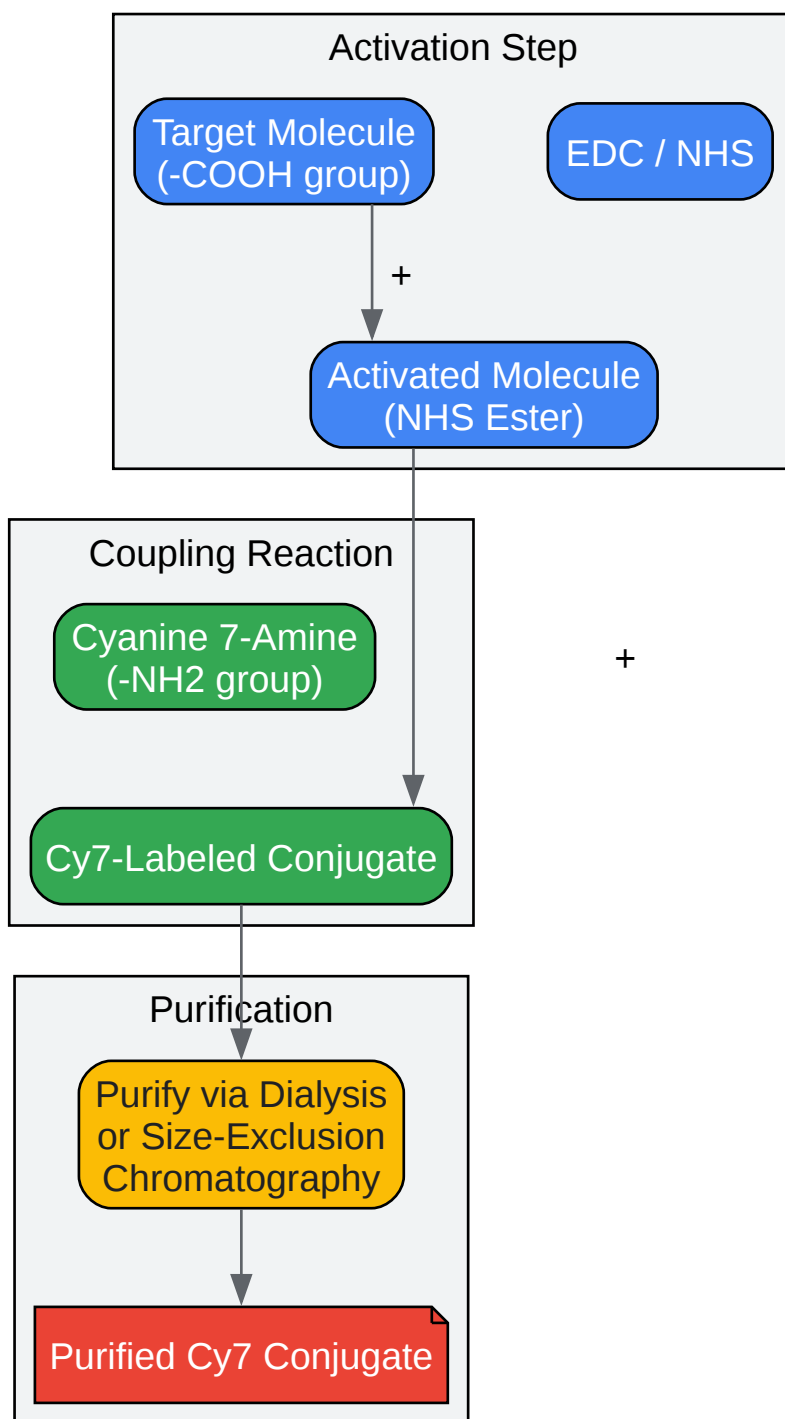 Activation Step
Target Molecule
(-COOH group)
EDC / NHS
+
Activated Molecule
(NHS Ester)
Coupling Reaction
Cyanine 7-Amine
(-NH2 group)
+
Cy7-Labeled Conjugate
Purification
Purify via Dialysis
or Size-Exclusion
Chromatography
Purified Cy7 Conjugate